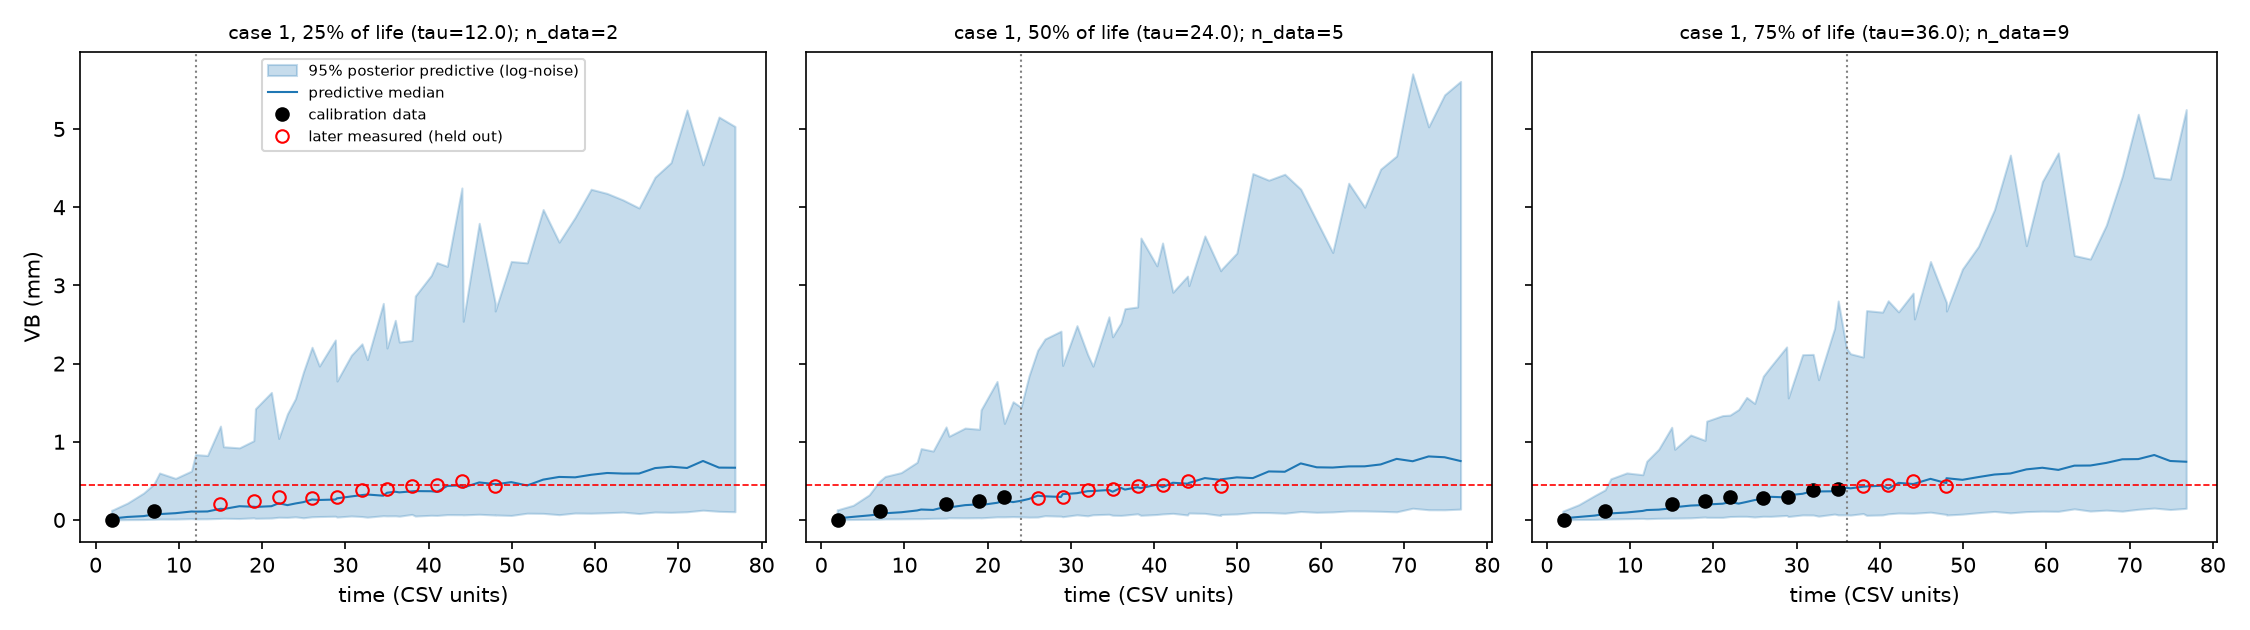 case 1, 25% of life (tau=12.0); n_data=2
95% posterior predictive (log-noise)
predictive median
calibration data
later measured (held out)
VB (mm)
5
4
3
2
1
0
0 10 20 30 40 50 60 70 80
time (CSV units)
case 1, 50% of life (tau=24.0); n_data=5
0 10 20 30 40 50 60 70 80
time (CSV units)
case 1, 75% of life (tau=36.0); n_data=9
0 10 20 30 40 50 60 70 80
time (CSV units)